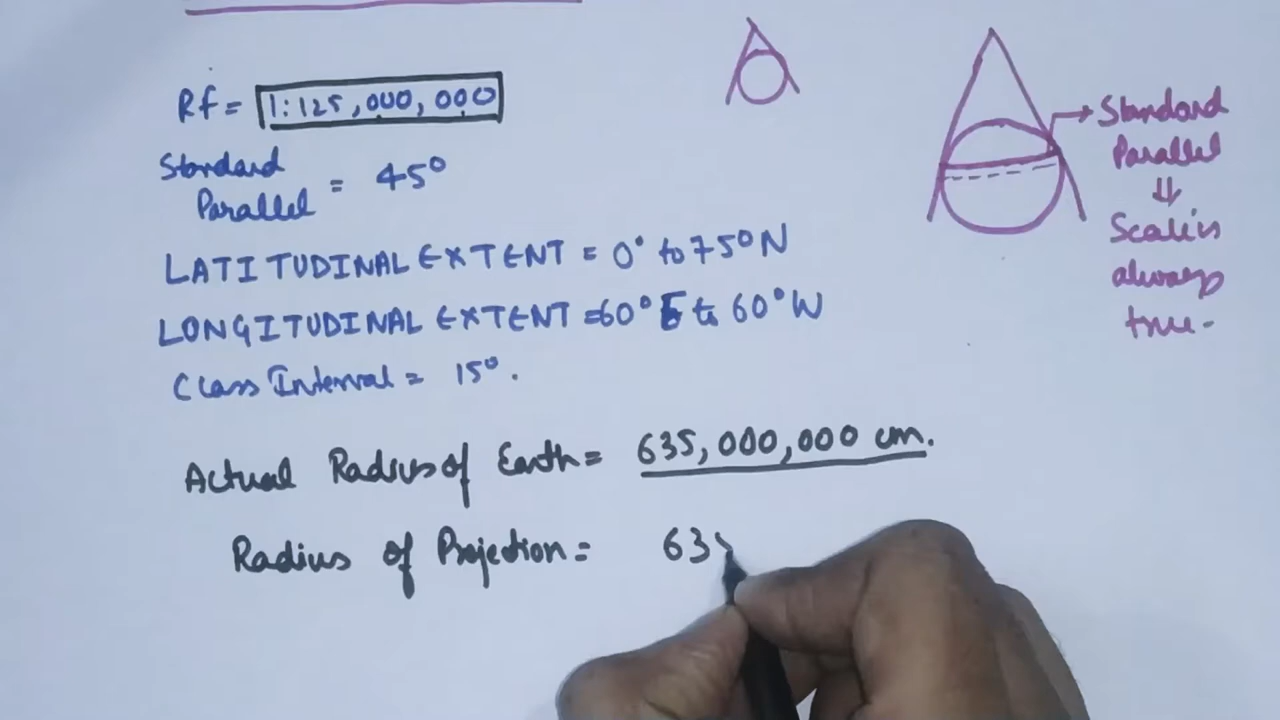 Rf = 1:125,000,000
Standard
Parallel = 45°
LATITUDINAL EXTENT = 0° to 75°N
LONGITUDINAL EXTENT = 60° E to 60°W
Class Interval = 15°.
Actual Radius of Earth = 635,000,000 cm.
Radius of Projection = 635
Standard
Parallel
⇓
Scale is
always
true.